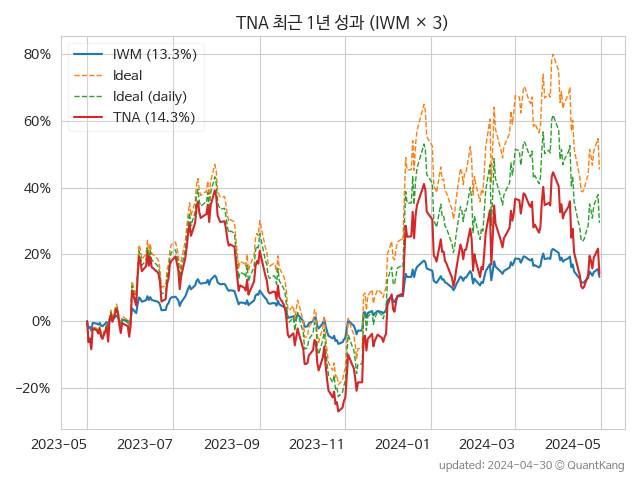 TNA 최근 1년 성과 (IWM × 3)
IWM (13.3%)
Ideal
Ideal (daily)
TNA (14.3%)
80%
60%
40%
20%
0%
−20%
2023−05 2023−07 2023−09 2023−11 2024−01 2024−03 2024−05
updated: 2024-04-30 © QuantKang